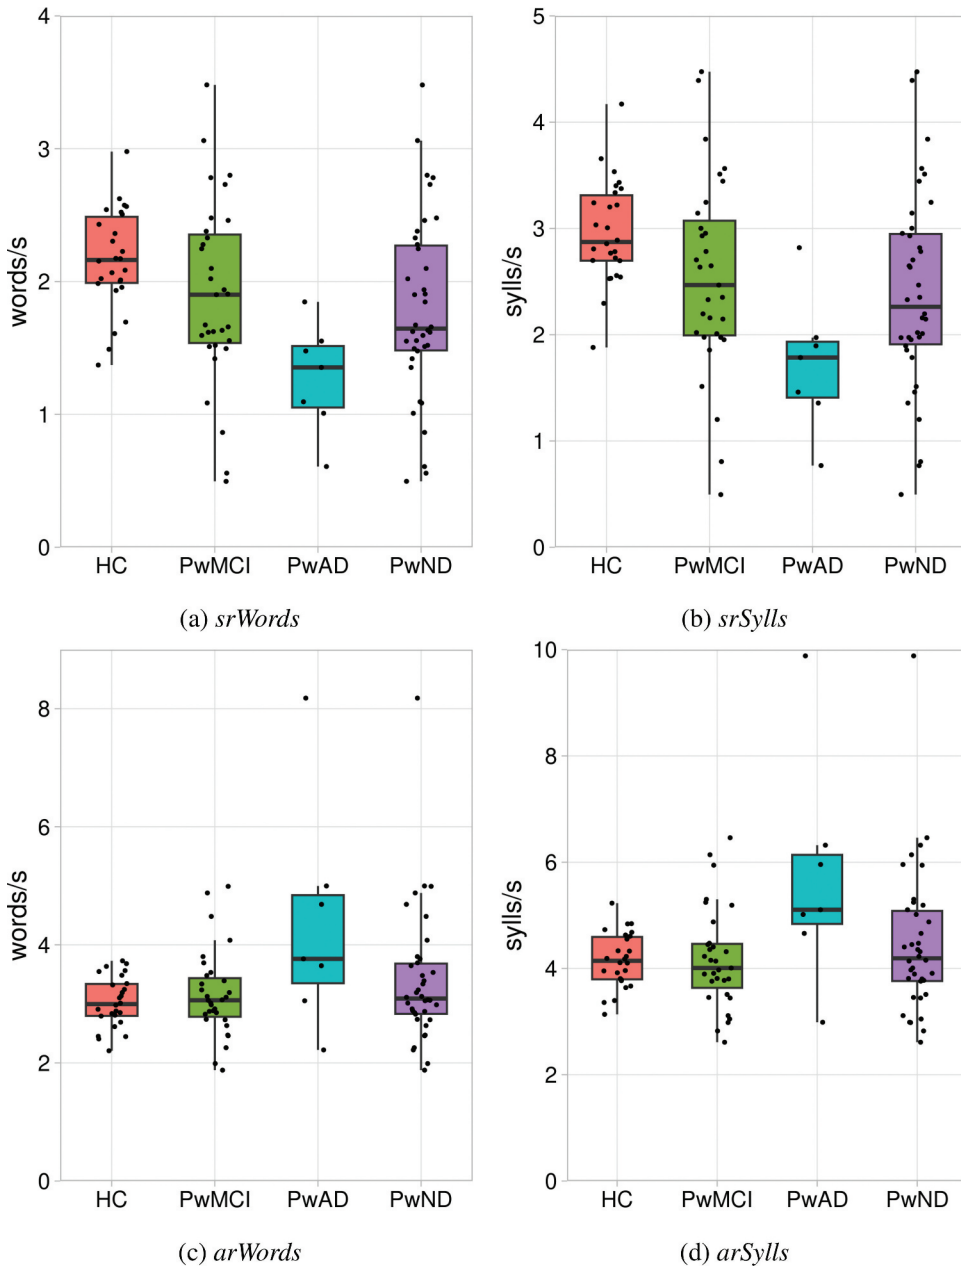 words/s
4
3
2
1
0
HC PwMCI PwAD PwND
(a) srWords
sylls/s
5
4
3
2
1
0
HC PwMCI PwAD PwND
(b) srSylls
words/s
8
6
4
2
0
HC PwMCI PwAD PwND
(c) arWords
sylls/s
10
8
6
4
2
0
HC PwMCI PwAD PwND
(d) arSylls